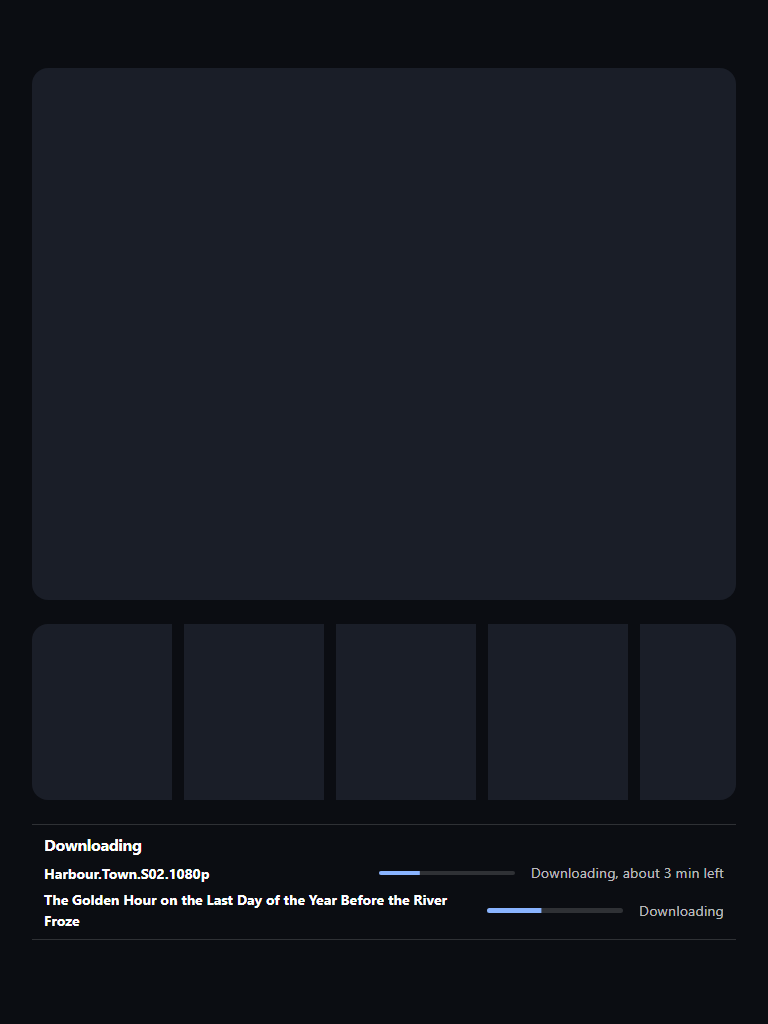 Downloading
Harbour.Town.S02.1080p
Downloading, about 3 min left
The Golden Hour on the Last Day of the Year Before the River
Froze
Downloading